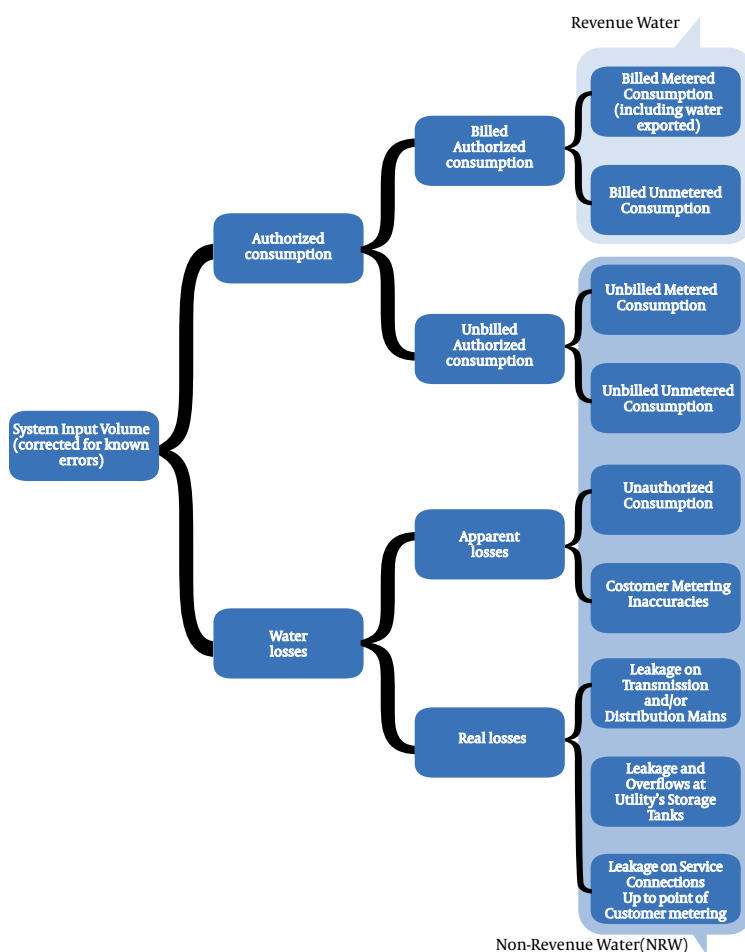 Revenue Water
Billed Metered
Consumption
(including water
exported)
Billed
Authorized
consumption
Billed Unmetered
Consumption
Authorized
consumption
Unbilled Metered
Consumption
Unbilled
Authorized
consumption
Unbilled Unmetered
Consumption
System Input Volume
(corrected for known
errors)
Unauthorized
Consumption
Apparent
losses
Costomer Metering
Inaccuracies
Water
losses
Leakage on
Transmission
and/or
Distribution Mains
Real losses
Leakage and
Overflows at
Utility's Storage
Tanks
Leakage on Service
Connections
Up to point of
Customer metering
Non-Revenue Water(NRW)